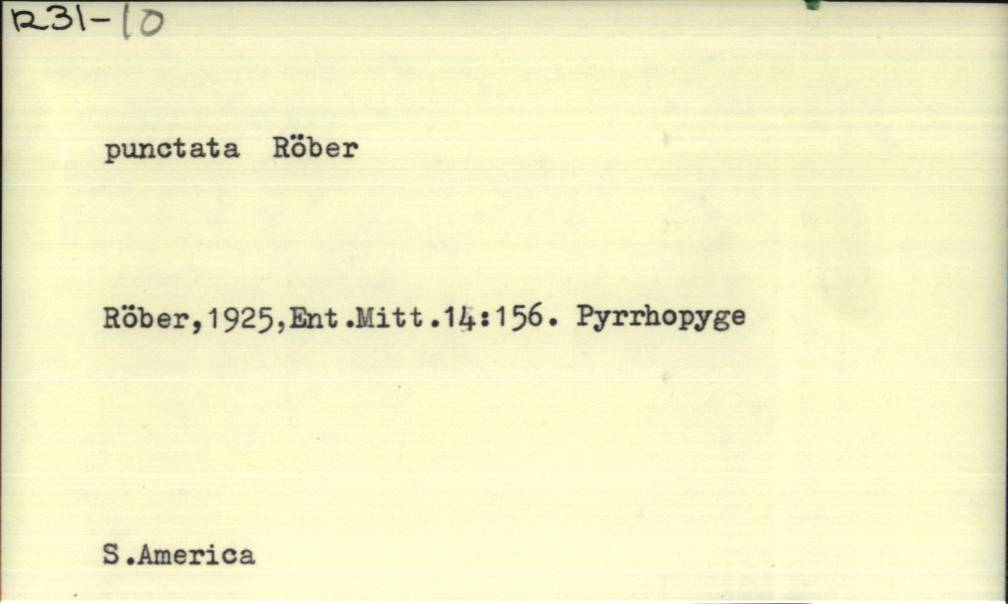 R31-10
punctata Röber
Röber,1925,Ent.Mitt.14:156. Pyrrhopyge
S.America